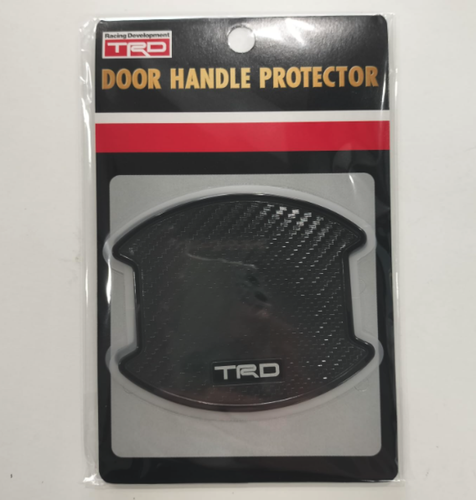 Racing Development
TRD
DOOR HANDLE PROTECTOR
TRD